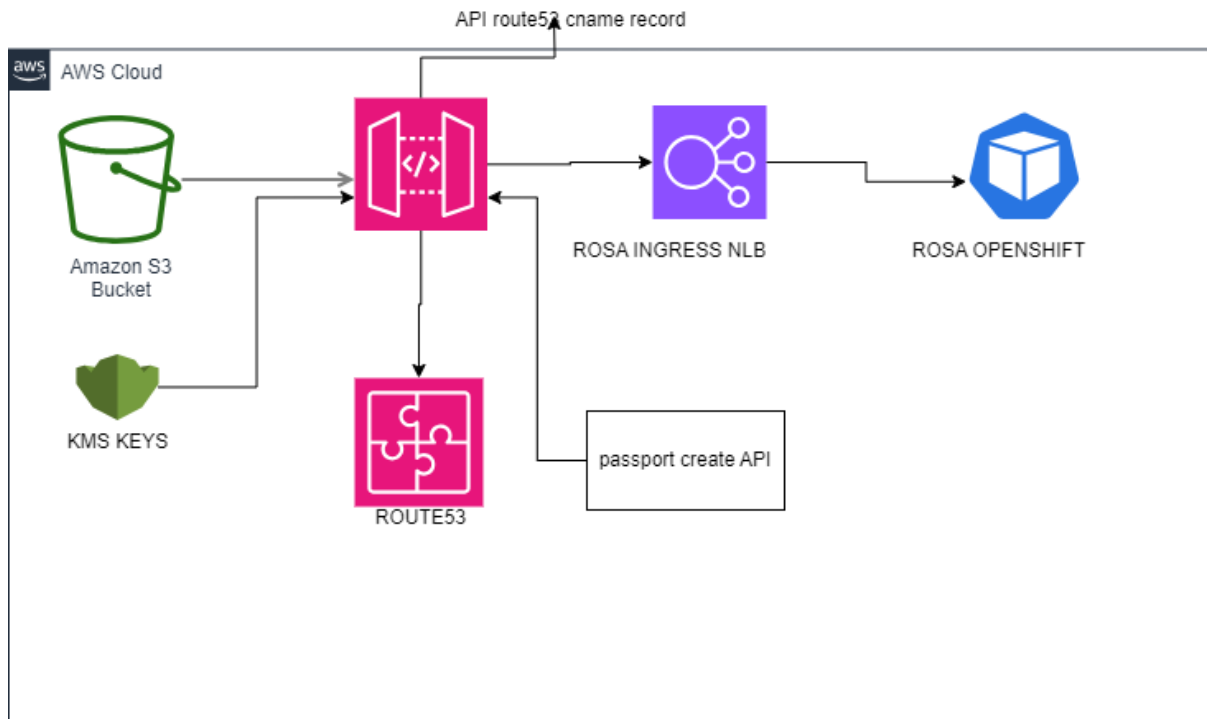 API route53 cname record
aws
AWS Cloud
</>
ROSA INGRESS NLB
ROSA OPENSHIFT
Amazon S3
Bucket
KMS KEYS
passport create API
ROUTE53